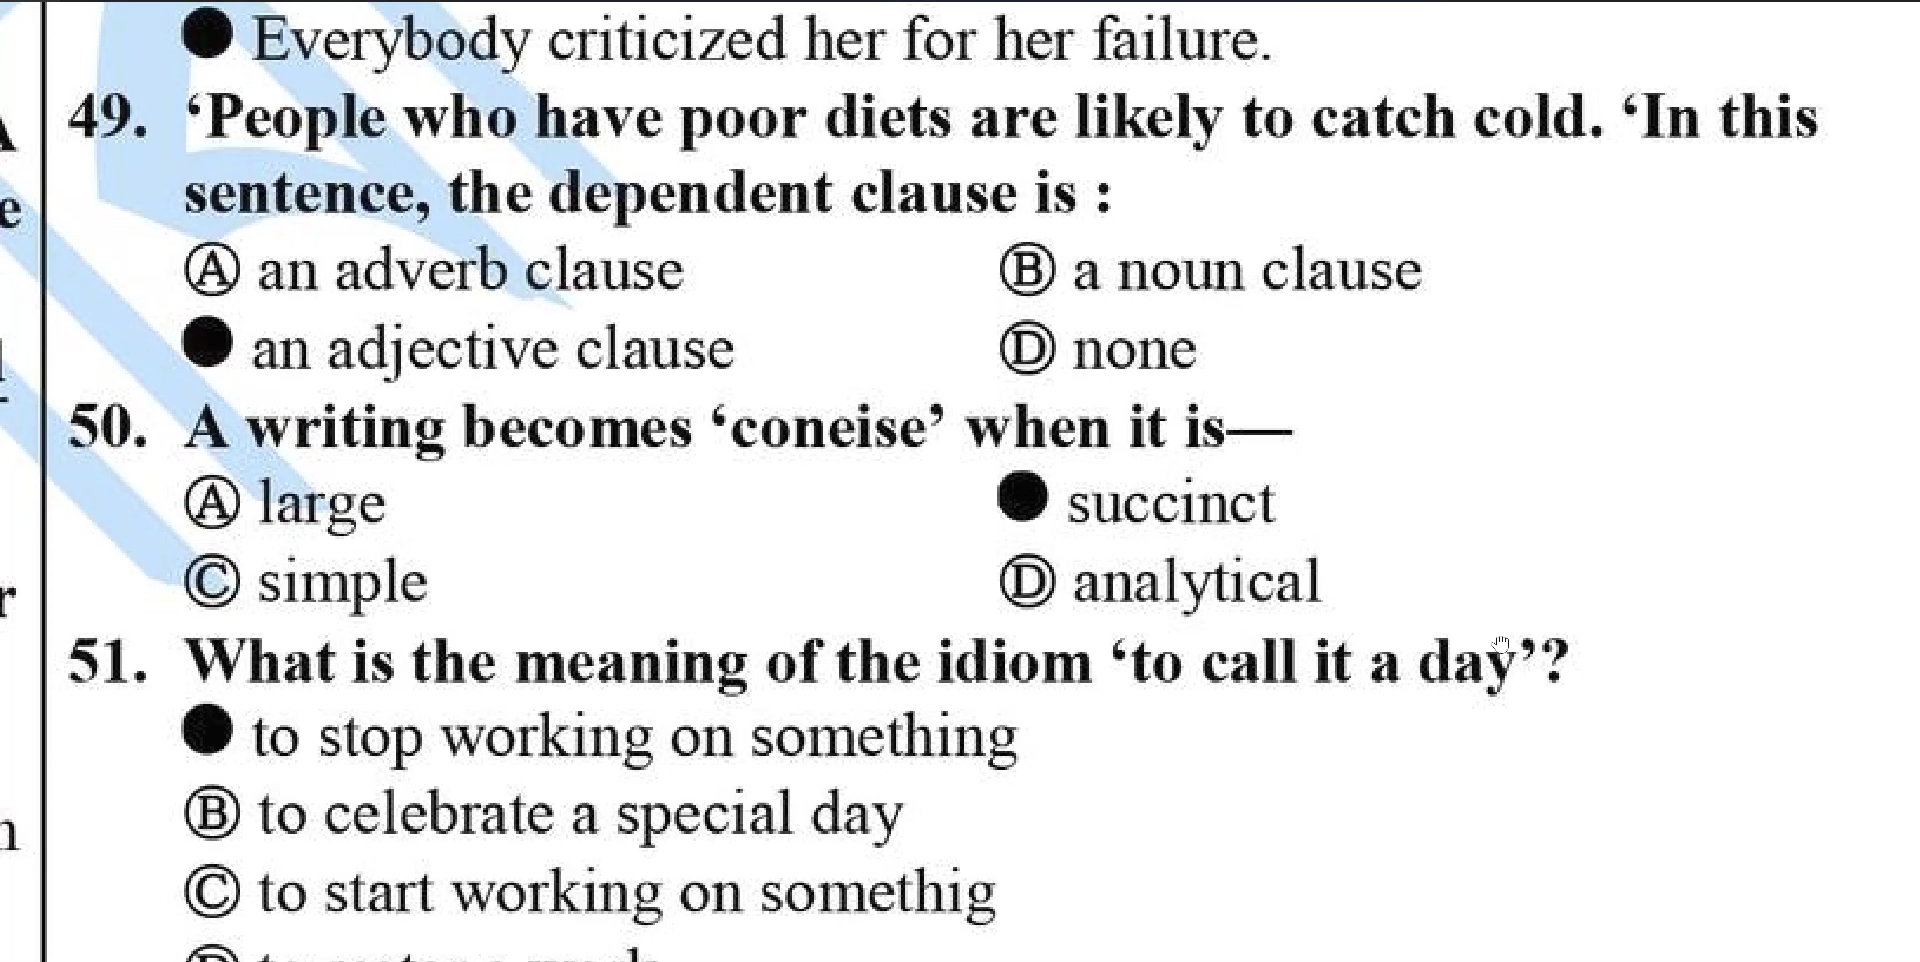 Everybody criticized her for her failure.
49. ‘People who have poor diets are likely to catch cold. ‘In this
sentence, the dependent clause is :
Ⓐ an adverb clause Ⓑ a noun clause
● an adjective clause Ⓓ none
50. A writing becomes ‘coneise’ when it is—
Ⓐ large ● succinct
Ⓒ simple Ⓓ analytical
51. What is the meaning of the idiom ‘to call it a day’?
● to stop working on something
Ⓑ to celebrate a special day
Ⓒ to start working on somethig